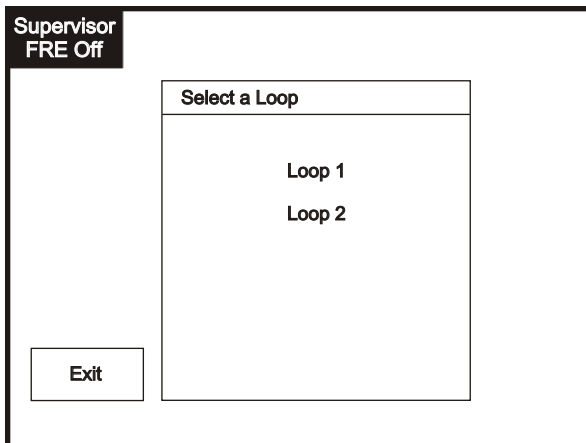 Supervisor
FRE Off
Select a Loop
Loop 1
Loop 2
Exit